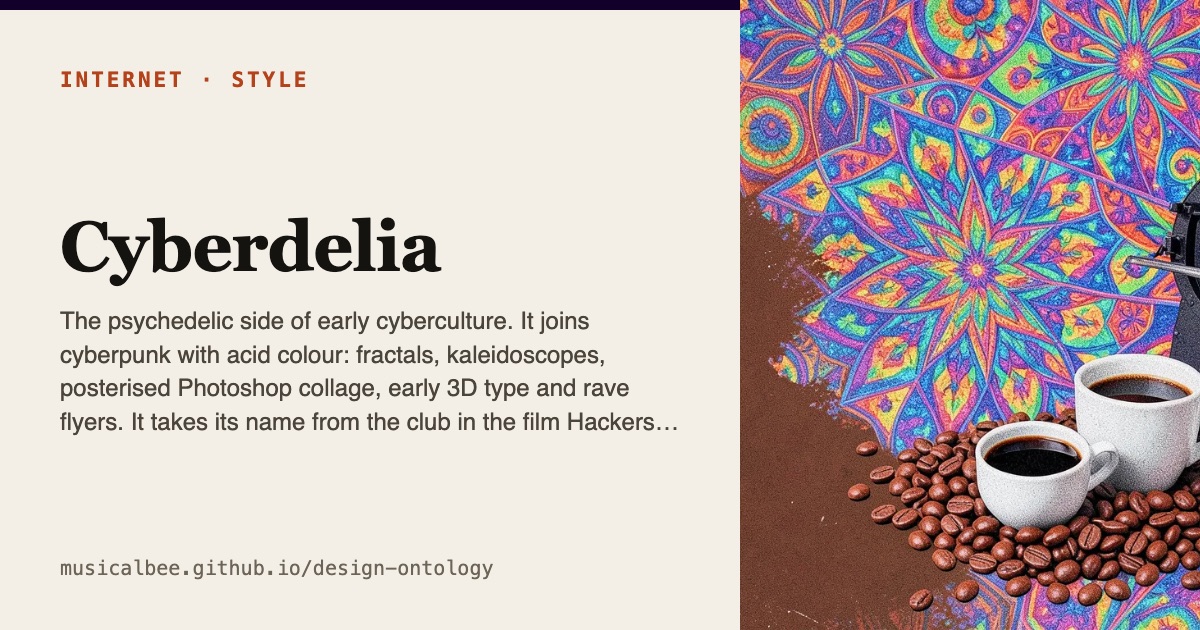 INTERNET · STYLE
Cyberdelia
The psychedelic side of early cyberculture. It joins
cyberpunk with acid colour: fractals, kaleidoscopes,
posterised Photoshop collage, early 3D type and rave
flyers. It takes its name from the club in the film Hackers…
musicalbee.github.io/design-ontology